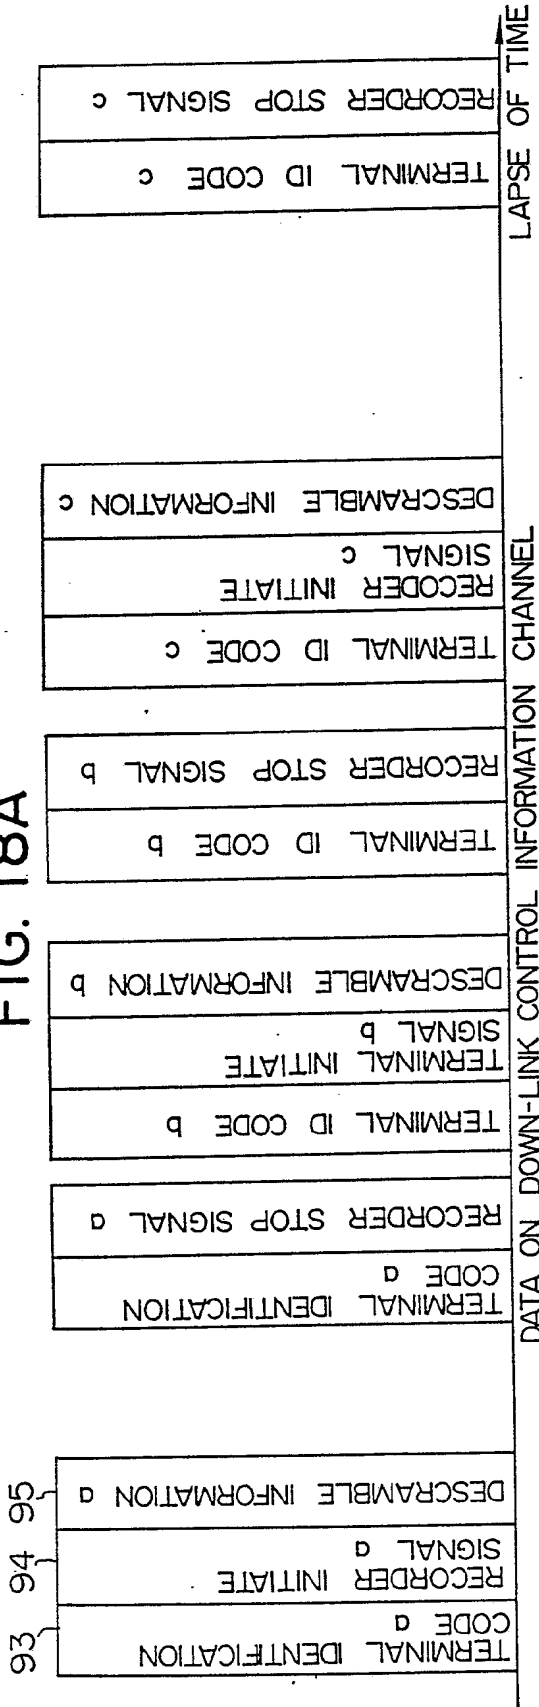 FIG. 18A
93
94
95
TERMINAL IDENTIFICATION
CODE a
RECORDER INITIATE
SIGNAL a
DESCRAMBLE INFORMATION a
TERMINAL IDENTIFICATION
CODE a
RECORDER STOP SIGNAL a
TERMINAL ID CODE b
TERMINAL INITIATE
SIGNAL b
DESCRAMBLE INFORMATION b
TERMINAL ID CODE b
RECORDER STOP SIGNAL b
TERMINAL ID CODE c
RECODER INITIATE
SIGNAL c
DESCRAMBLE INFORMATION c
TERMINAL ID CODE c
RECORDER STOP SIGNAL c
DATA ON DOWN-LINK CONTROL INFORMATION CHANNEL
LAPSE OF TIME